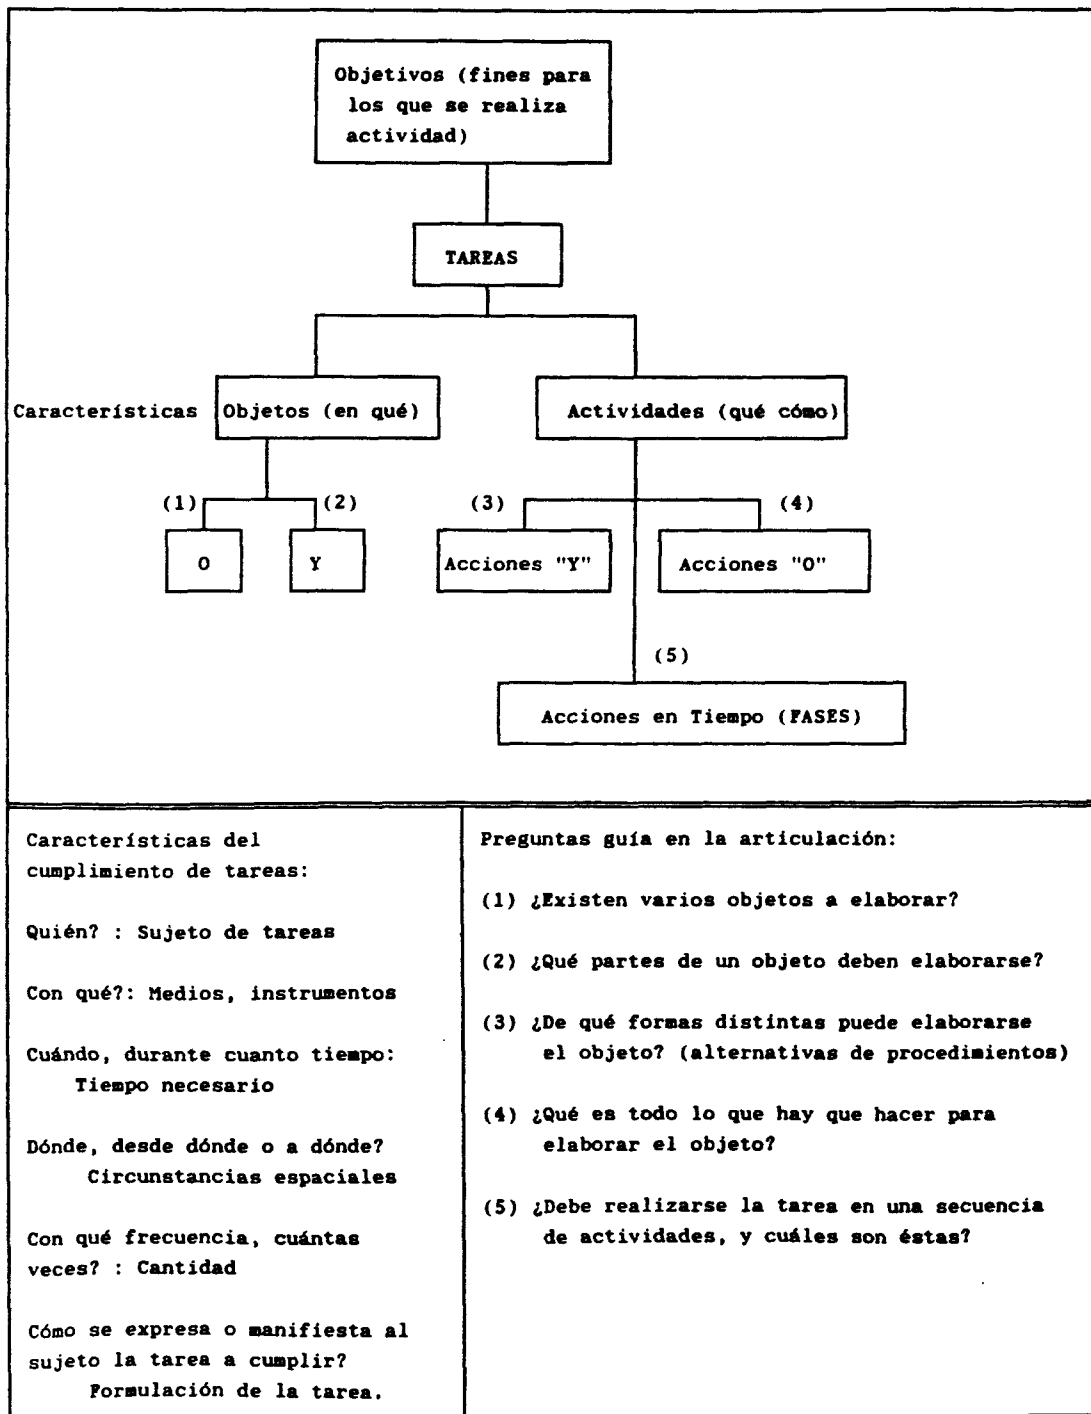 Objetivos (fines para
los que se realiza
actividad)
TAREAS
Características
Objetos (en qué)
Actividades (qué cómo)
(1)
(2)
(3)
(4)
O
Y
Acciones "Y"
Acciones "O"
(5)
Acciones en Tiempo (FASES)
Características del
cumplimiento de tareas:
Quién? : Sujeto de tareas
Con qué?: Medios, instrumentos
Cuándo, durante cuanto tiempo:
Tiempo necesario
Dónde, desde dónde o a dónde?
Circunstancias espaciales
Con qué frecuencia, cuántas
veces? : Cantidad
Cómo se expresa o manifiesta al
sujeto la tarea a cumplir?
Formulación de la tarea.
Preguntas guía en la articulación:
(1) ¿Existen varios objetos a elaborar?
(2) ¿Qué partes de un objeto deben elaborarse?
(3) ¿De qué formas distintas puede elaborarse
el objeto? (alternativas de procedimientos)
(4) ¿Qué es todo lo que hay que hacer para
elaborar el objeto?
(5) ¿Debe realizarse la tarea en una secuencia
de actividades, y cuáles son éstas?